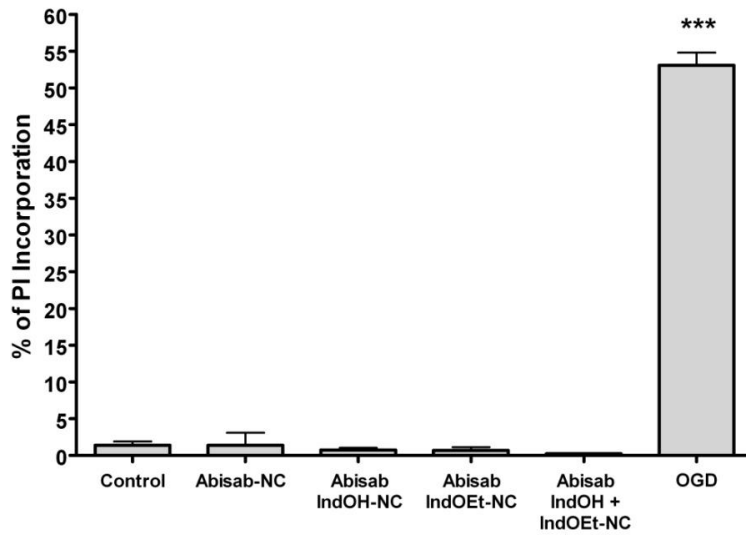 60
***
55
50
45
40
35
30
25
20
15
10
5
0
% of PI Incorporation
Control
Abisab-NC
Abisab
IndOH-NC
Abisab
IndOEt-NC
Abisab
IndOH +
IndOEt-NC
OGD